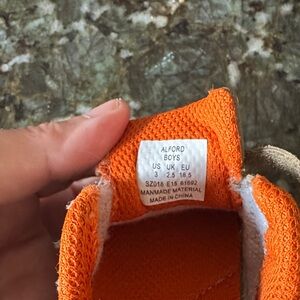 ALFORD
BOYS
US UK EU
3 2.5 18.5
SZ018 E18 61692
MANMADE MATERIAL
MADE IN CHINA